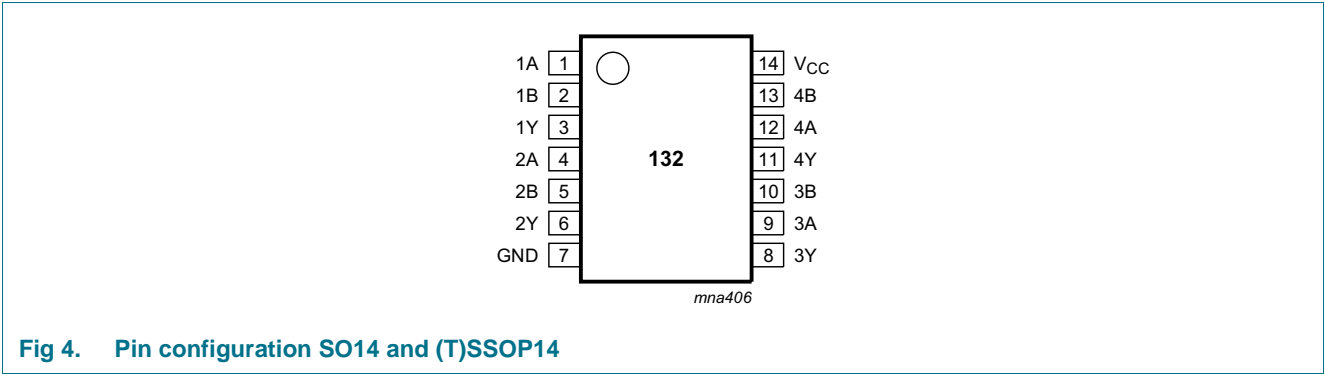 1A 1 14 VCC
1B 2 13 4B
1Y 3 12 4A
2A 4 132 11 4Y
2B 5 10 3B
2Y 6 9 3A
GND 7 8 3Y
mna406
Fig 4. Pin configuration SO14 and (T)SSOP14